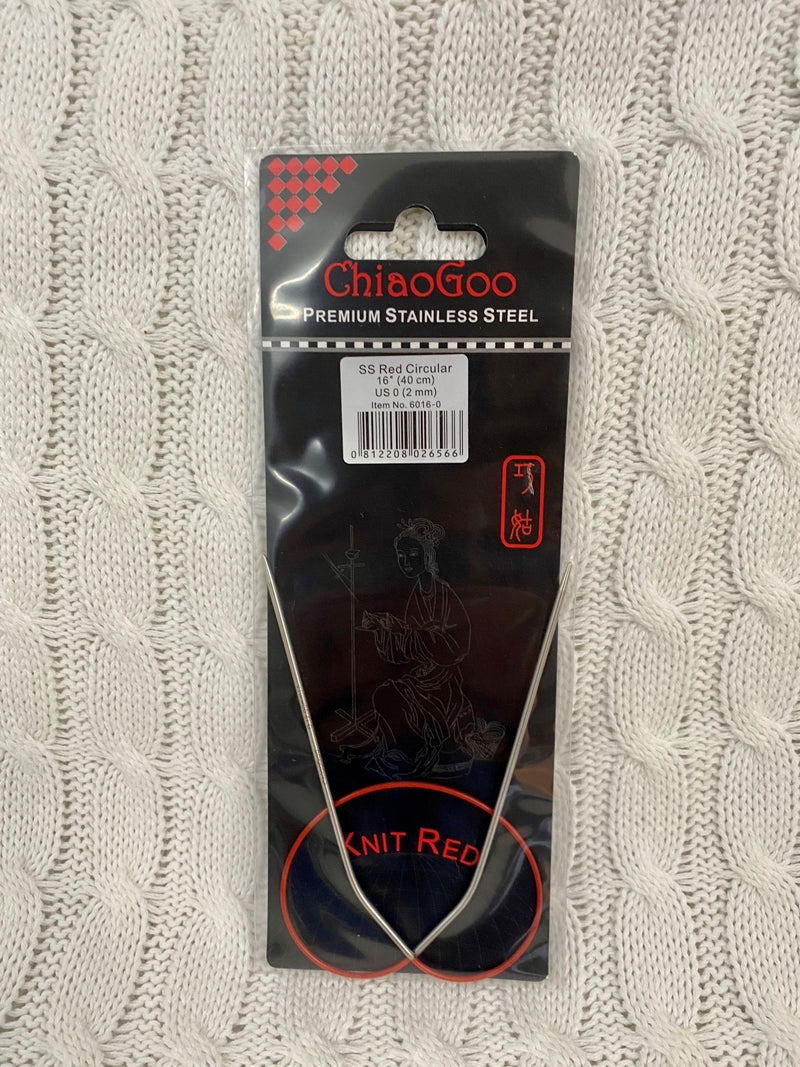 ChiaoGoo
PREMIUM STAINLESS STEEL
SS Red Circular
16" (40 cm)
US 0 (2 mm)
Item No. 6016-0
0 812208 026566
巧
姑
KNIT RED